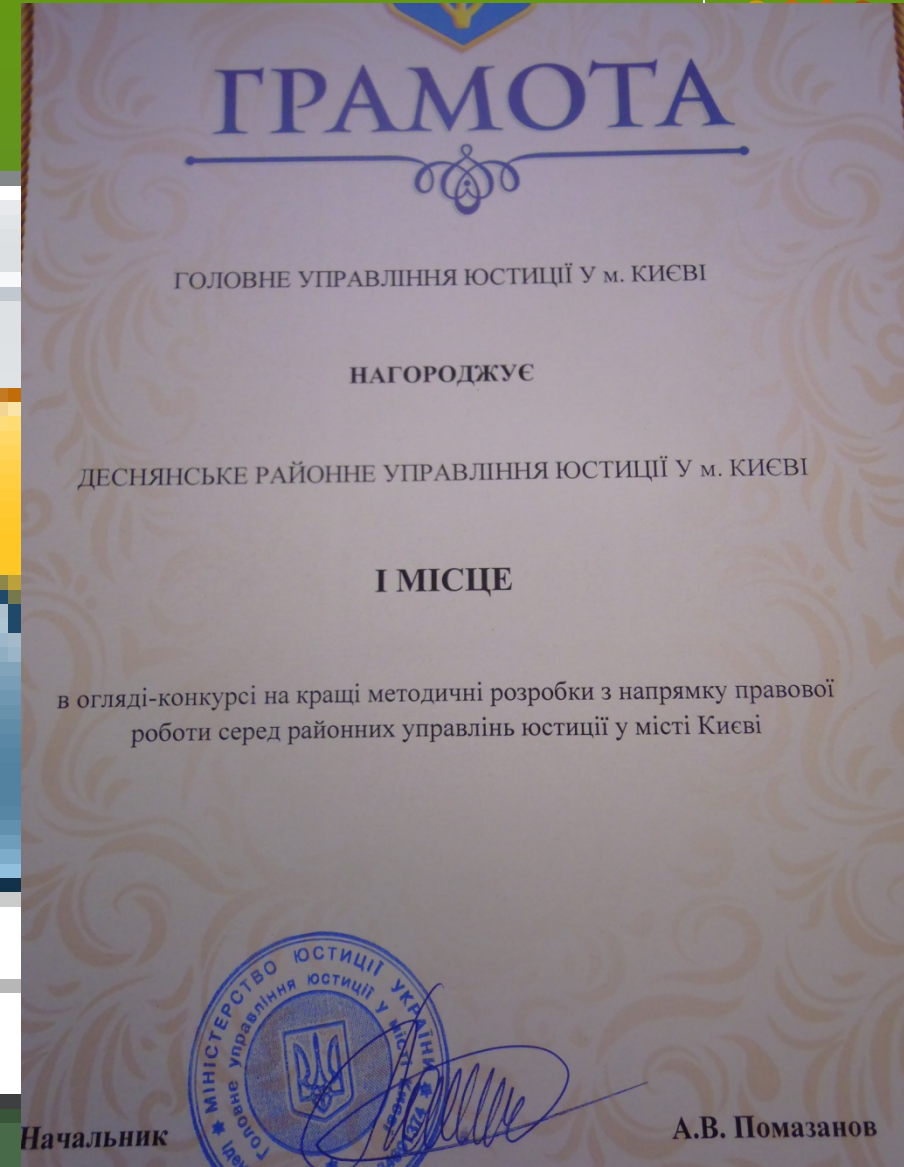 ГРАМОТА
ГОЛОВНЕ УПРАВЛІННЯ ЮСТИЦІЇ У м. КИЄВІ
НАГОРОДЖУЄ
ДЕСНЯНСЬКЕ РАЙОННЕ УПРАВЛІННЯ ЮСТИЦІЇ У м. КИЄВІ
І МІСЦЕ
в огляді-конкурсі на кращі методичні розробки з напрямку правової
роботи серед районних управлінь юстиції у місті Києві
МІНІСТЕРСТВО ЮСТИЦІЇ УКРАЇНИ
Головне управління юстиції у місті Києві
Начальник
А.В. Помазанов